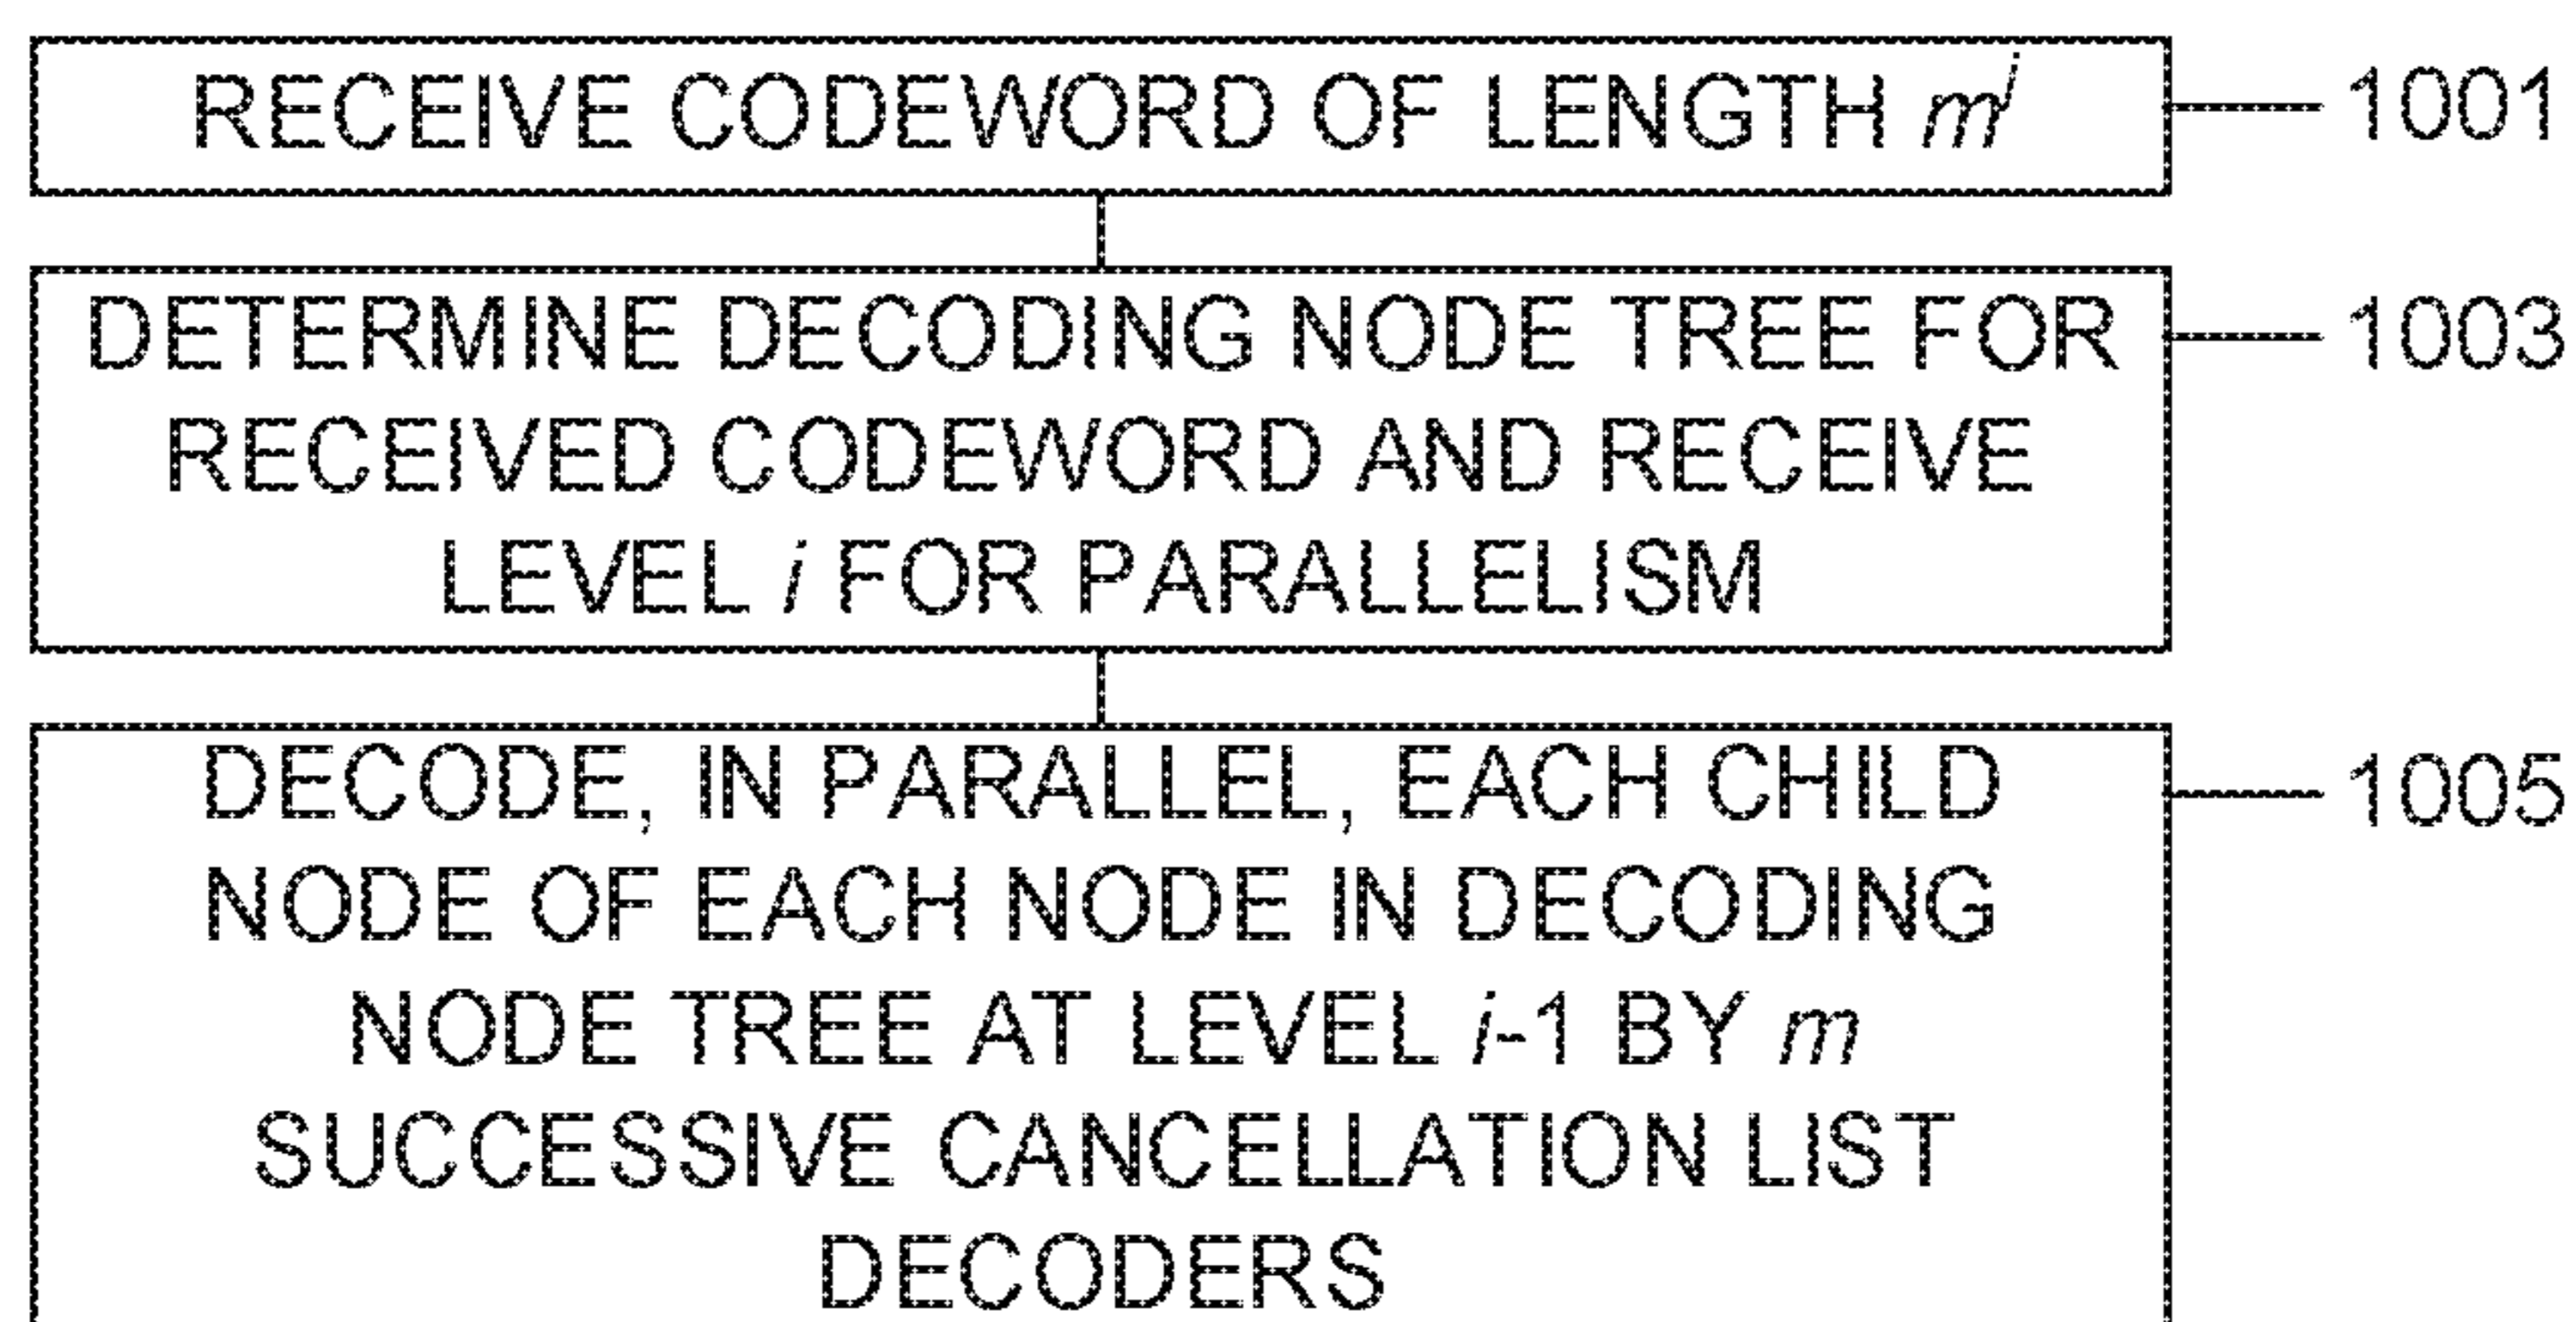 RECEIVE CODEWORD OF LENGTH mʲ
1001
DETERMINE DECODING NODE TREE FOR
RECEIVED CODEWORD AND RECEIVE
LEVEL i FOR PARALLELISM
1003
DECODE, IN PARALLEL, EACH CHILD
NODE OF EACH NODE IN DECODING
NODE TREE AT LEVEL i-1 BY m
SUCCESSIVE CANCELLATION LIST
DECODERS
1005